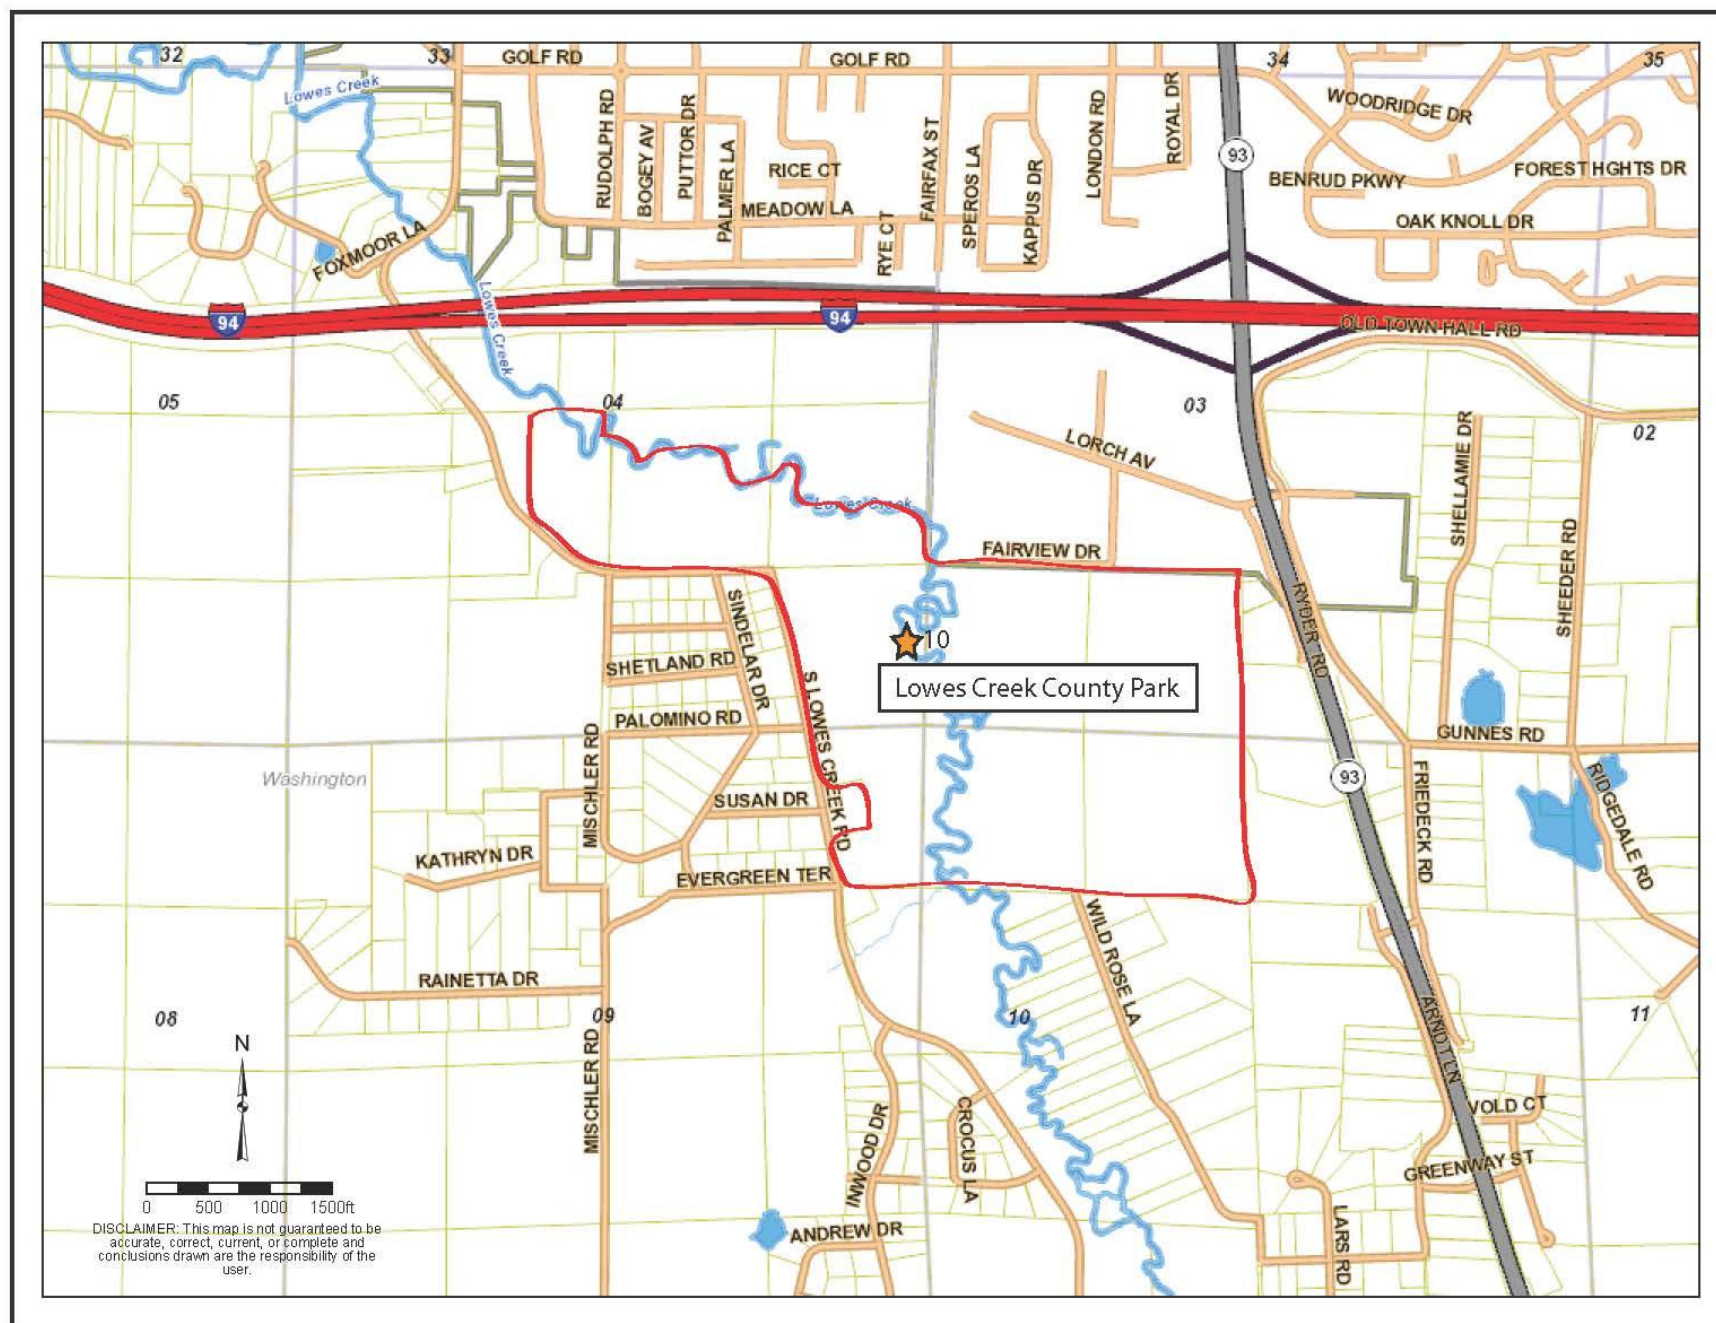 32
33
34
35
GOLF RD
GOLF RD
Lowes Creek
WOODRIDGE DR
RUDOLPH RD
BOGEY AV
PUTTOR DR
PALMER LA
RICE CT
FAIRFAX ST
SPEROS LA
KAPPUS DR
LONDON RD
ROYAL DR
93
BENRUD PKWY
FOREST HGHTS DR
MEADOW LA
RYE CT
OAK KNOLL DR
FOXMOOR LA
Lowes Creek
94
94
OLD TOWN HALL RD
05
04
03
02
LORCH AV
SHELLAMIE DR
Lowes Creek
FAIRVIEW DR
SHEEDER RD
SINDELAR DR
RYDER RD
10
SHETLAND RD
Lowes Creek County Park
S LOWES CREEK RD
PALOMINO RD
MISCHLER RD
GUNNES RD
Washington
93
FRIEDECK RD
RIDGEDALE RD
SUSAN DR
KATHRYN DR
EVERGREEN TER
WILD ROSE LA
RAINETTA DR
08
09
10
11
N
MISCHLER RD
ARNDT LN
INWOOD DR
CROCUS LA
VOLD CT
GREENWAY ST
LARS RD
ANDREW DR
0 500 1000 1500ft
DISCLAIMER: This map is not guaranteed to be
accurate, correct, current, or complete and
conclusions drawn are the responsibility of the
user.